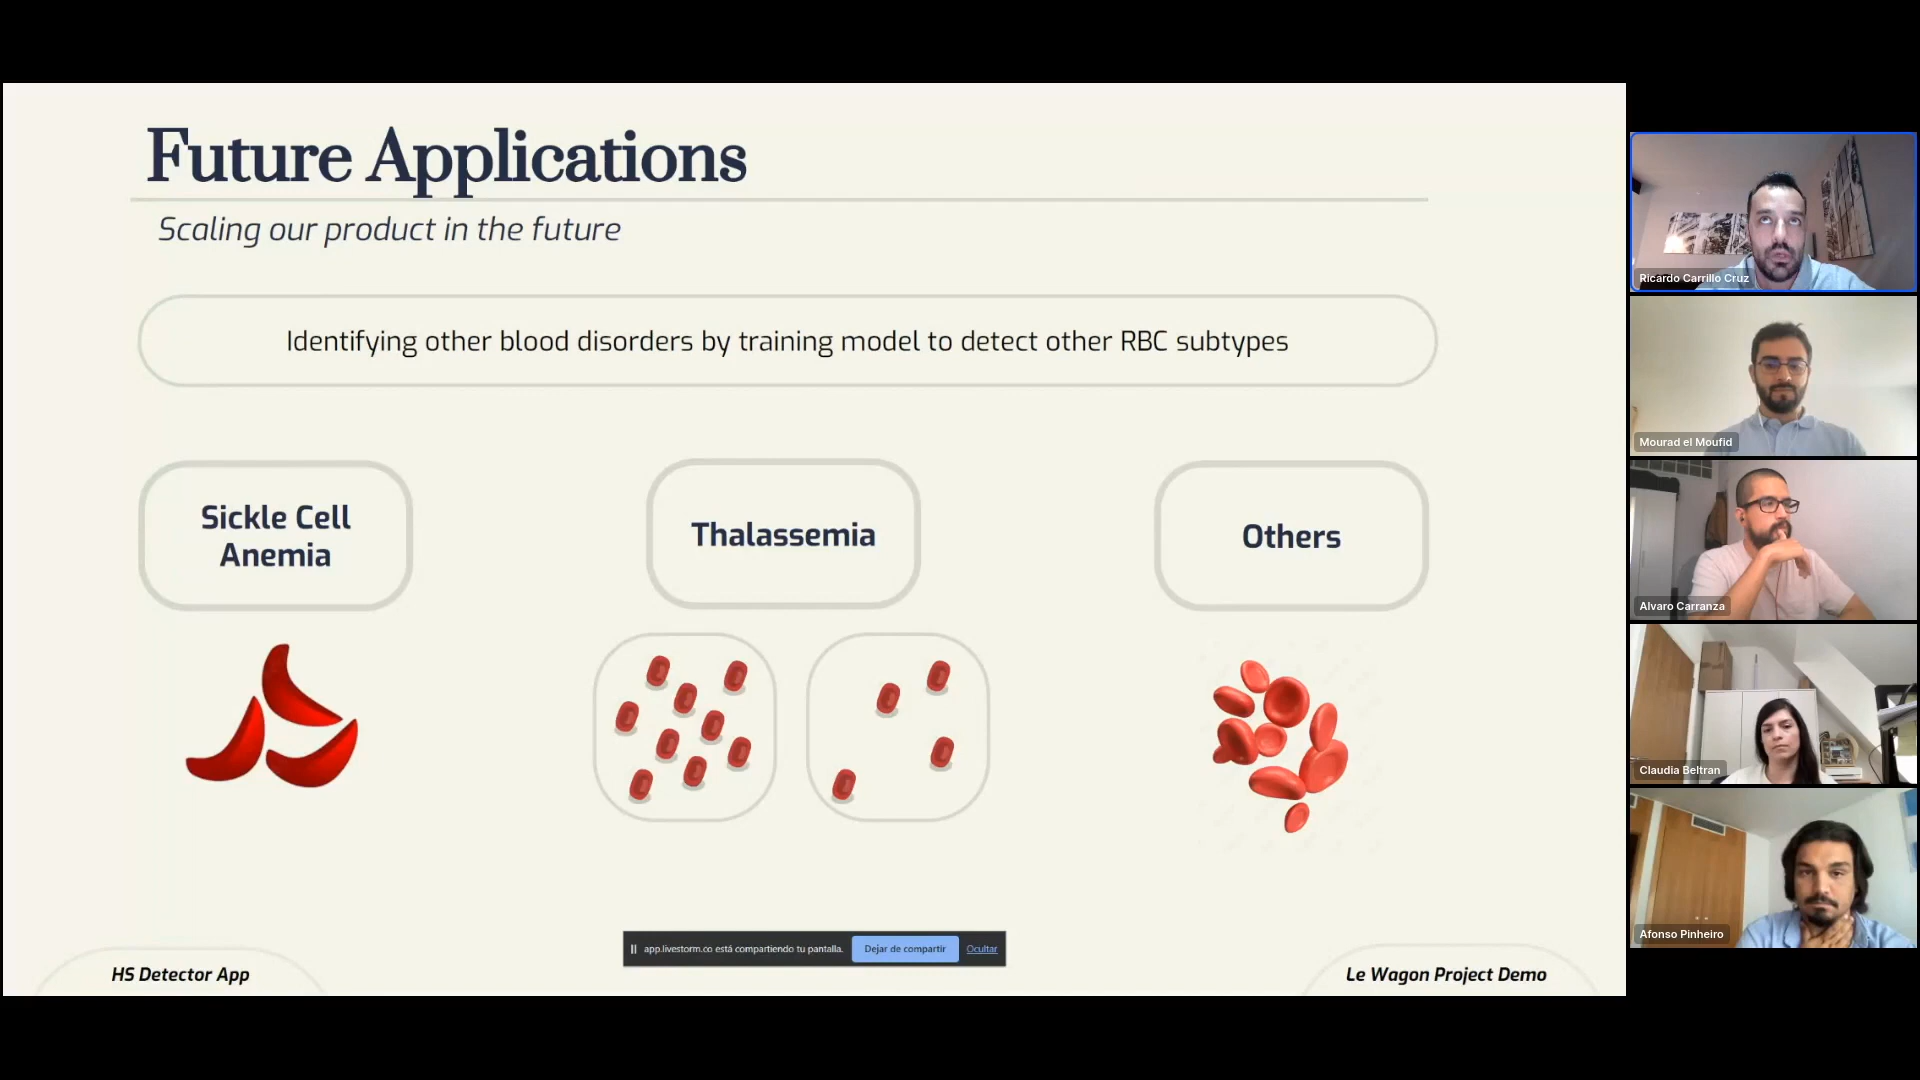 Future Applications
Scaling our product in the future
Identifying other blood disorders by training model to detect other RBC subtypes
Sickle Cell
Anemia
Thalassemia
Others
app.livestorm.co está compartiendo tu pantalla.
Dejar de compartir
Ocultar
HS Detector App
Le Wagon Project Demo
Ricardo Carrillo Cruz
Mourad el Moufid
Alvaro Carranza
Claudia Beltran
Afonso Pinheiro